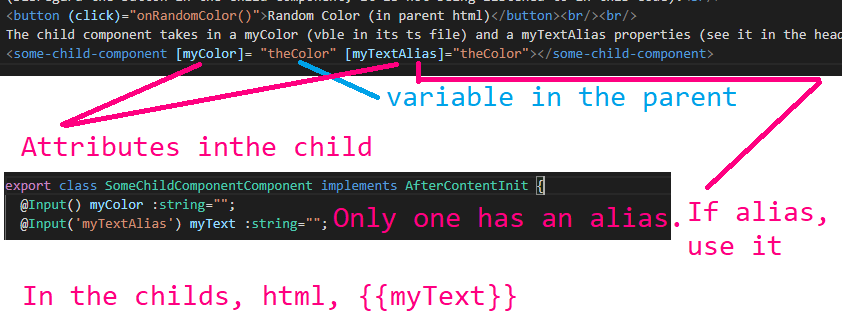 <button (click)="onRandomColor()">Random Color (in parent html)</button><br/><br/>
The child component takes in a myColor (vble in its ts file) and a myTextAlias properties (see it in the head
<some-child-component [myColor]= "theColor" [myTextAlias]="theColor"></some-child-component>
variable in the parent
Attributes inthe child
export class SomeChildComponentComponent implements AfterContentInit {
@Input() myColor :string="";
@Input('myTextAlias') myText :string="";
Only one has an alias.
If alias,
use it
In the childs, html, {{myText}}